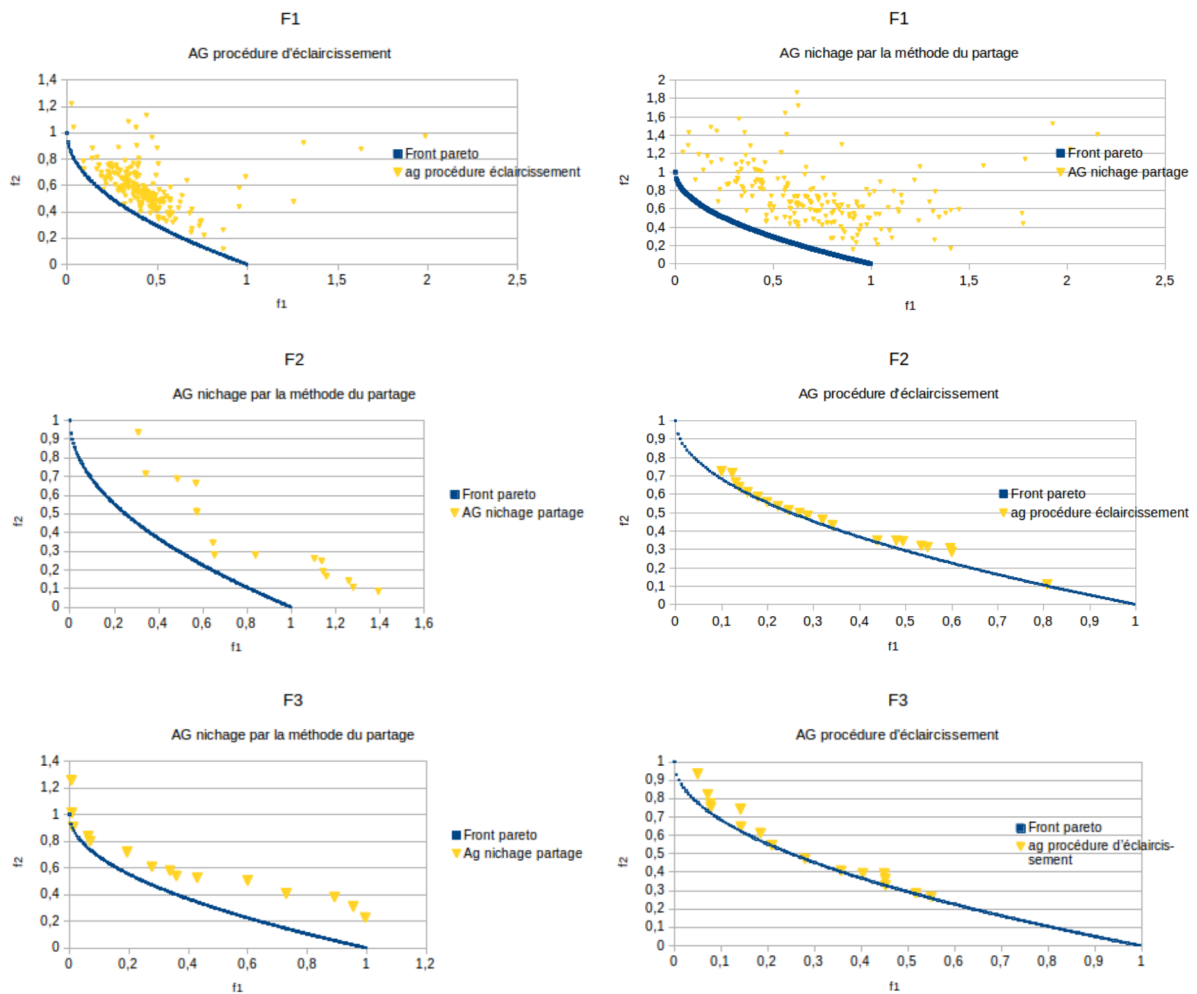 F1
AG procédure d'éclaircissement
1,4
1,2
1
0,8
0,6
0,4
0,2
0
f2
0 0,5 1 1,5 2 2,5
f1
Front pareto
ag procédure éclaircissement
F1
AG nichage par la méthode du partage
2
1,8
1,6
1,4
1,2
1
0,8
0,6
0,4
0,2
0
f2
0 0,5 1 1,5 2 2,5
f1
Front pareto
AG nichage partage
F2
AG nichage par la méthode du partage
1
0,9
0,8
0,7
0,6
0,5
0,4
0,3
0,2
0,1
0
f2
0 0,2 0,4 0,6 0,8 1 1,2 1,4 1,6
f1
Front pareto
AG nichage partage
F2
AG procédure d'éclaircissement
1
0,9
0,8
0,7
0,6
0,5
0,4
0,3
0,2
0,1
0
f2
0 0,1 0,2 0,3 0,4 0,5 0,6 0,7 0,8 0,9 1
f1
Front pareto
ag procédure éclaircissement
F3
AG nichage par la méthode du partage
1,4
1,2
1
0,8
0,6
0,4
0,2
0
f2
0 0,2 0,4 0,6 0,8 1 1,2
f1
Front pareto
Ag nichage partage
F3
AG procédure d'éclaircissement
1
0,9
0,8
0,7
0,6
0,5
0,4
0,3
0,2
0,1
0
f2
0 0,1 0,2 0,3 0,4 0,5 0,6 0,7 0,8 0,9 1
f1
Front pareto
ag procédure d'éclaircis-
sement